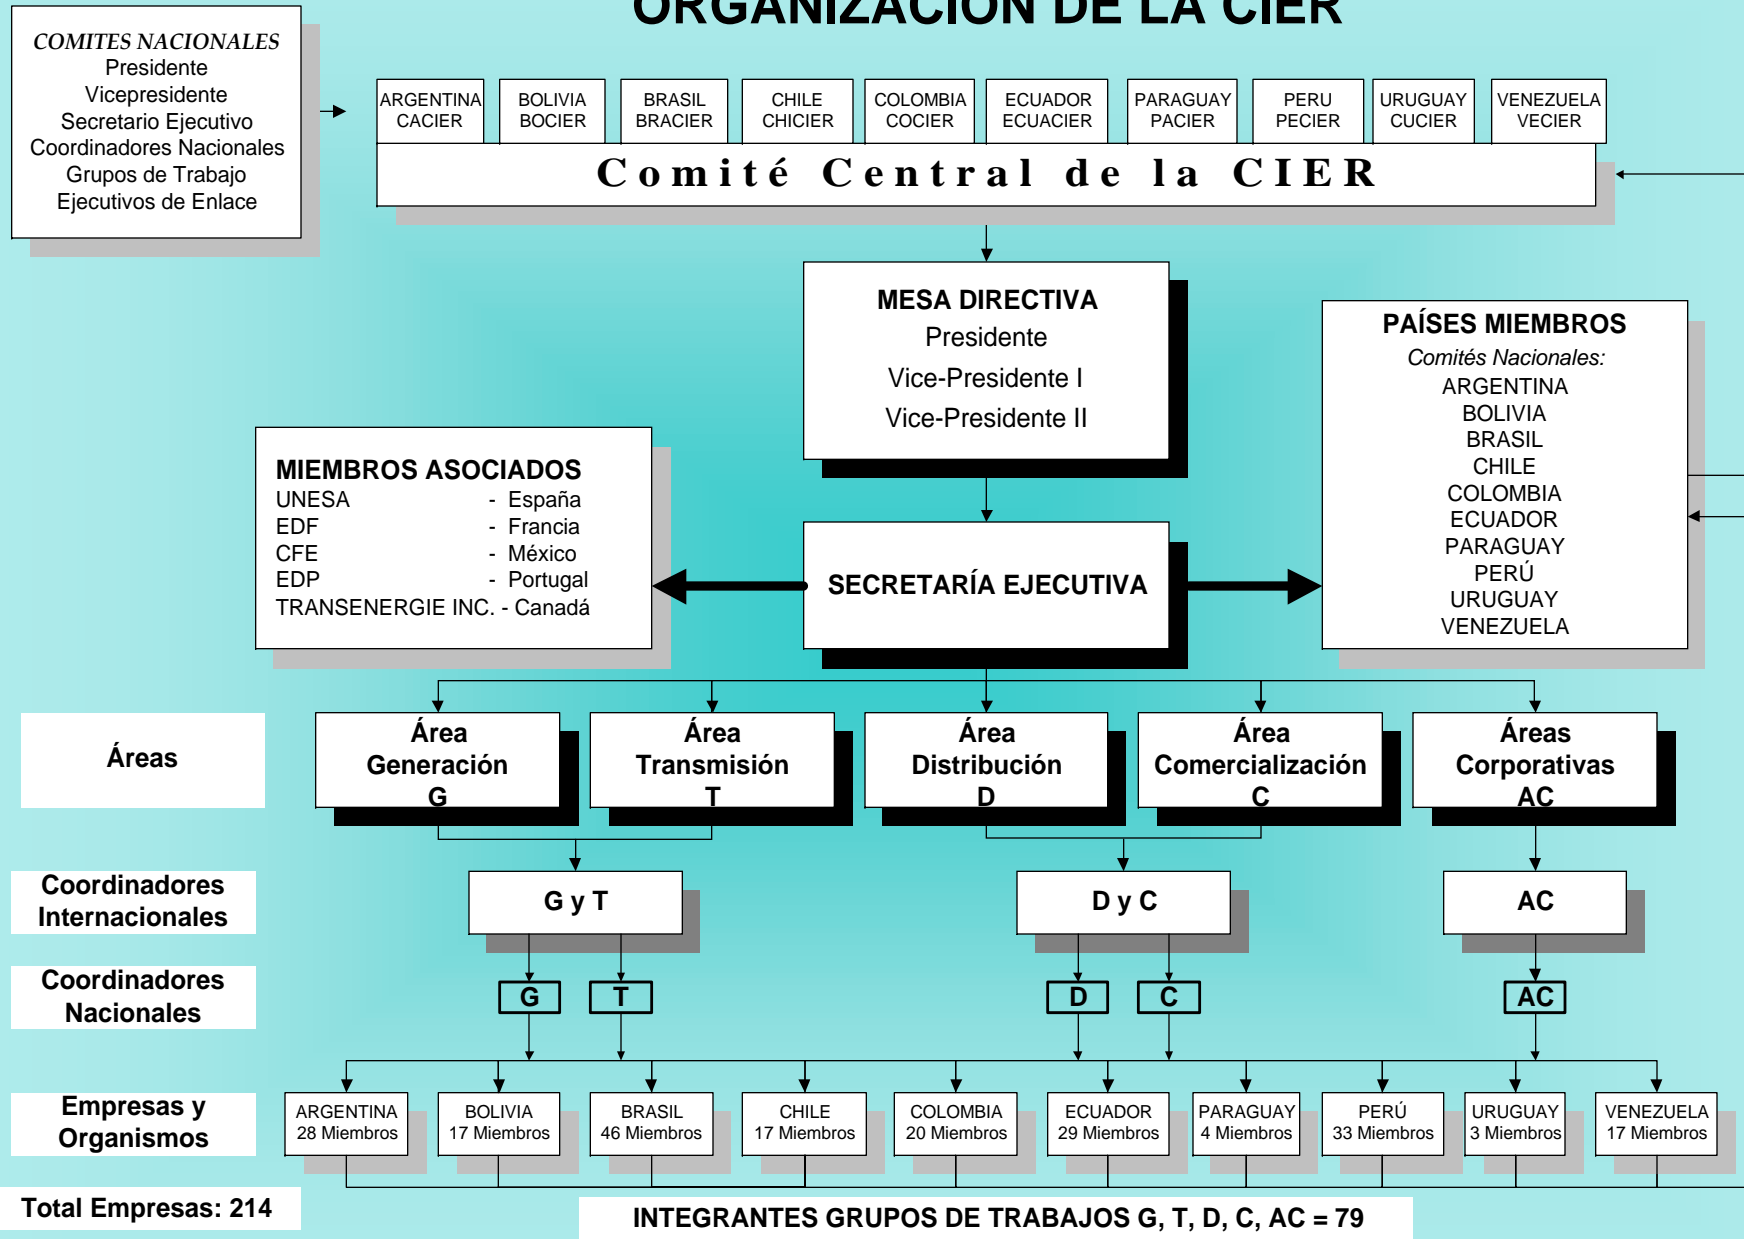 ORGANIZACIÓN DE LA CIER
COMITES NACIONALES
Presidente
Vicepresidente
Secretario Ejecutivo
Coordinadores Nacionales
Grupos de Trabajo
Ejecutivos de Enlace
ARGENTINA
CACIER
BOLIVIA
BOCIER
BRASIL
BRACIER
CHILE
CHICIER
COLOMBIA
COCIER
ECUADOR
ECUACIER
PARAGUAY
PACIER
PERU
PECIER
URUGUAY
CUCIER
VENEZUELA
VECIER
Comité Central de la CIER
MESA DIRECTIVA
Presidente
Vice-Presidente I
Vice-Presidente II
PAÍSES MIEMBROS
Comités Nacionales:
ARGENTINA
BOLIVIA
BRASIL
CHILE
COLOMBIA
ECUADOR
PARAGUAY
PERÚ
URUGUAY
VENEZUELA
MIEMBROS ASOCIADOS
UNESA - España
EDF - Francia
CFE - México
EDP - Portugal
TRANSENERGIE INC. - Canadá
SECRETARÍA EJECUTIVA
Áreas
Área
Generación
G
Área
Transmisión
T
Área
Distribución
D
Área
Comercialización
C
Áreas
Corporativas
AC
Coordinadores
Internacionales
G y T
D y C
AC
Coordinadores
Nacionales
G
T
D
C
AC
Empresas y
Organismos
ARGENTINA
28 Miembros
BOLIVIA
17 Miembros
BRASIL
46 Miembros
CHILE
17 Miembros
COLOMBIA
20 Miembros
ECUADOR
29 Miembros
PARAGUAY
4 Miembros
PERÚ
33 Miembros
URUGUAY
3 Miembros
VENEZUELA
17 Miembros
Total Empresas: 214
INTEGRANTES GRUPOS DE TRABAJOS G, T, D, C, AC = 79